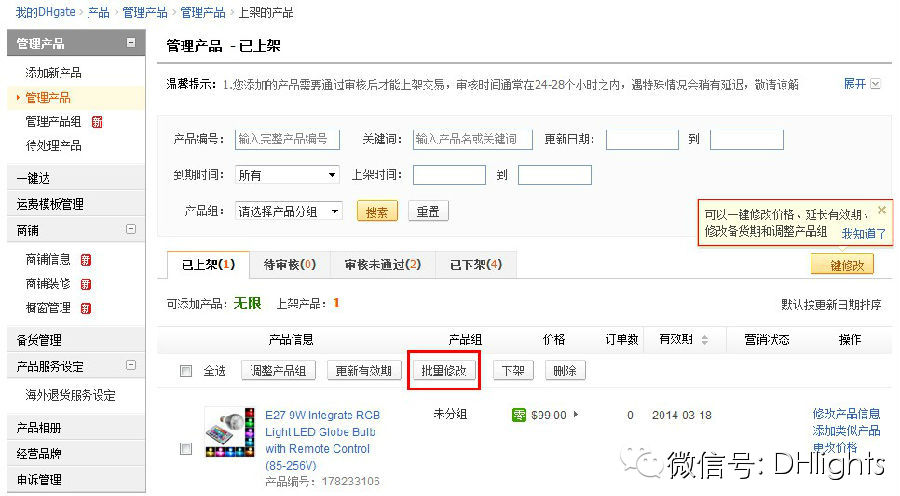 我的DHgate > 产品 > 管理产品 > 管理产品 > 上架的产品
管理产品
添加新产品
管理产品
管理产品组 新
待处理产品
一键达
运费模板管理
商铺
商铺信息 新
商铺装修 新
橱窗管理 新
备货管理
产品服务设定
海外退货服务设定
产品相册
经营品牌
申诉管理
管理产品 - 已上架
温馨提示: 1.您添加的产品需要通过审核后才能上架交易,审核时间通常在24-28个小时之内,遇特殊情况会稍有延迟,敬请谅解
展开
产品编号: 输入完整产品编号 关键词: 输入产品名或关键词 更新日期: 到
到期时间: 所有 上架时间: 到
产品组: 请选择产品分组 搜索 重置
可以一键修改价格、延长有效期、
修改备货期和调整产品组 我知道了
已上架(1) 待审核(0) 审核未通过(2) 已下架(4) 一键修改
可添加产品: 无限 上架产品: 1 默认按更新日期排序
产品信息 产品组 价格 订单数 有效期 营销状态 操作
全选 调整产品组 更新有效期 批量修改 下架 删除
E27 9W Integrate RGB
Light LED Globe Bulb
with Remote Control
(85-256V)
产品编号: 178233106
未分组 零 $99.00 0 2014-03-18
修改产品信息
添加类似产品
更改价格
微信号: DHlights